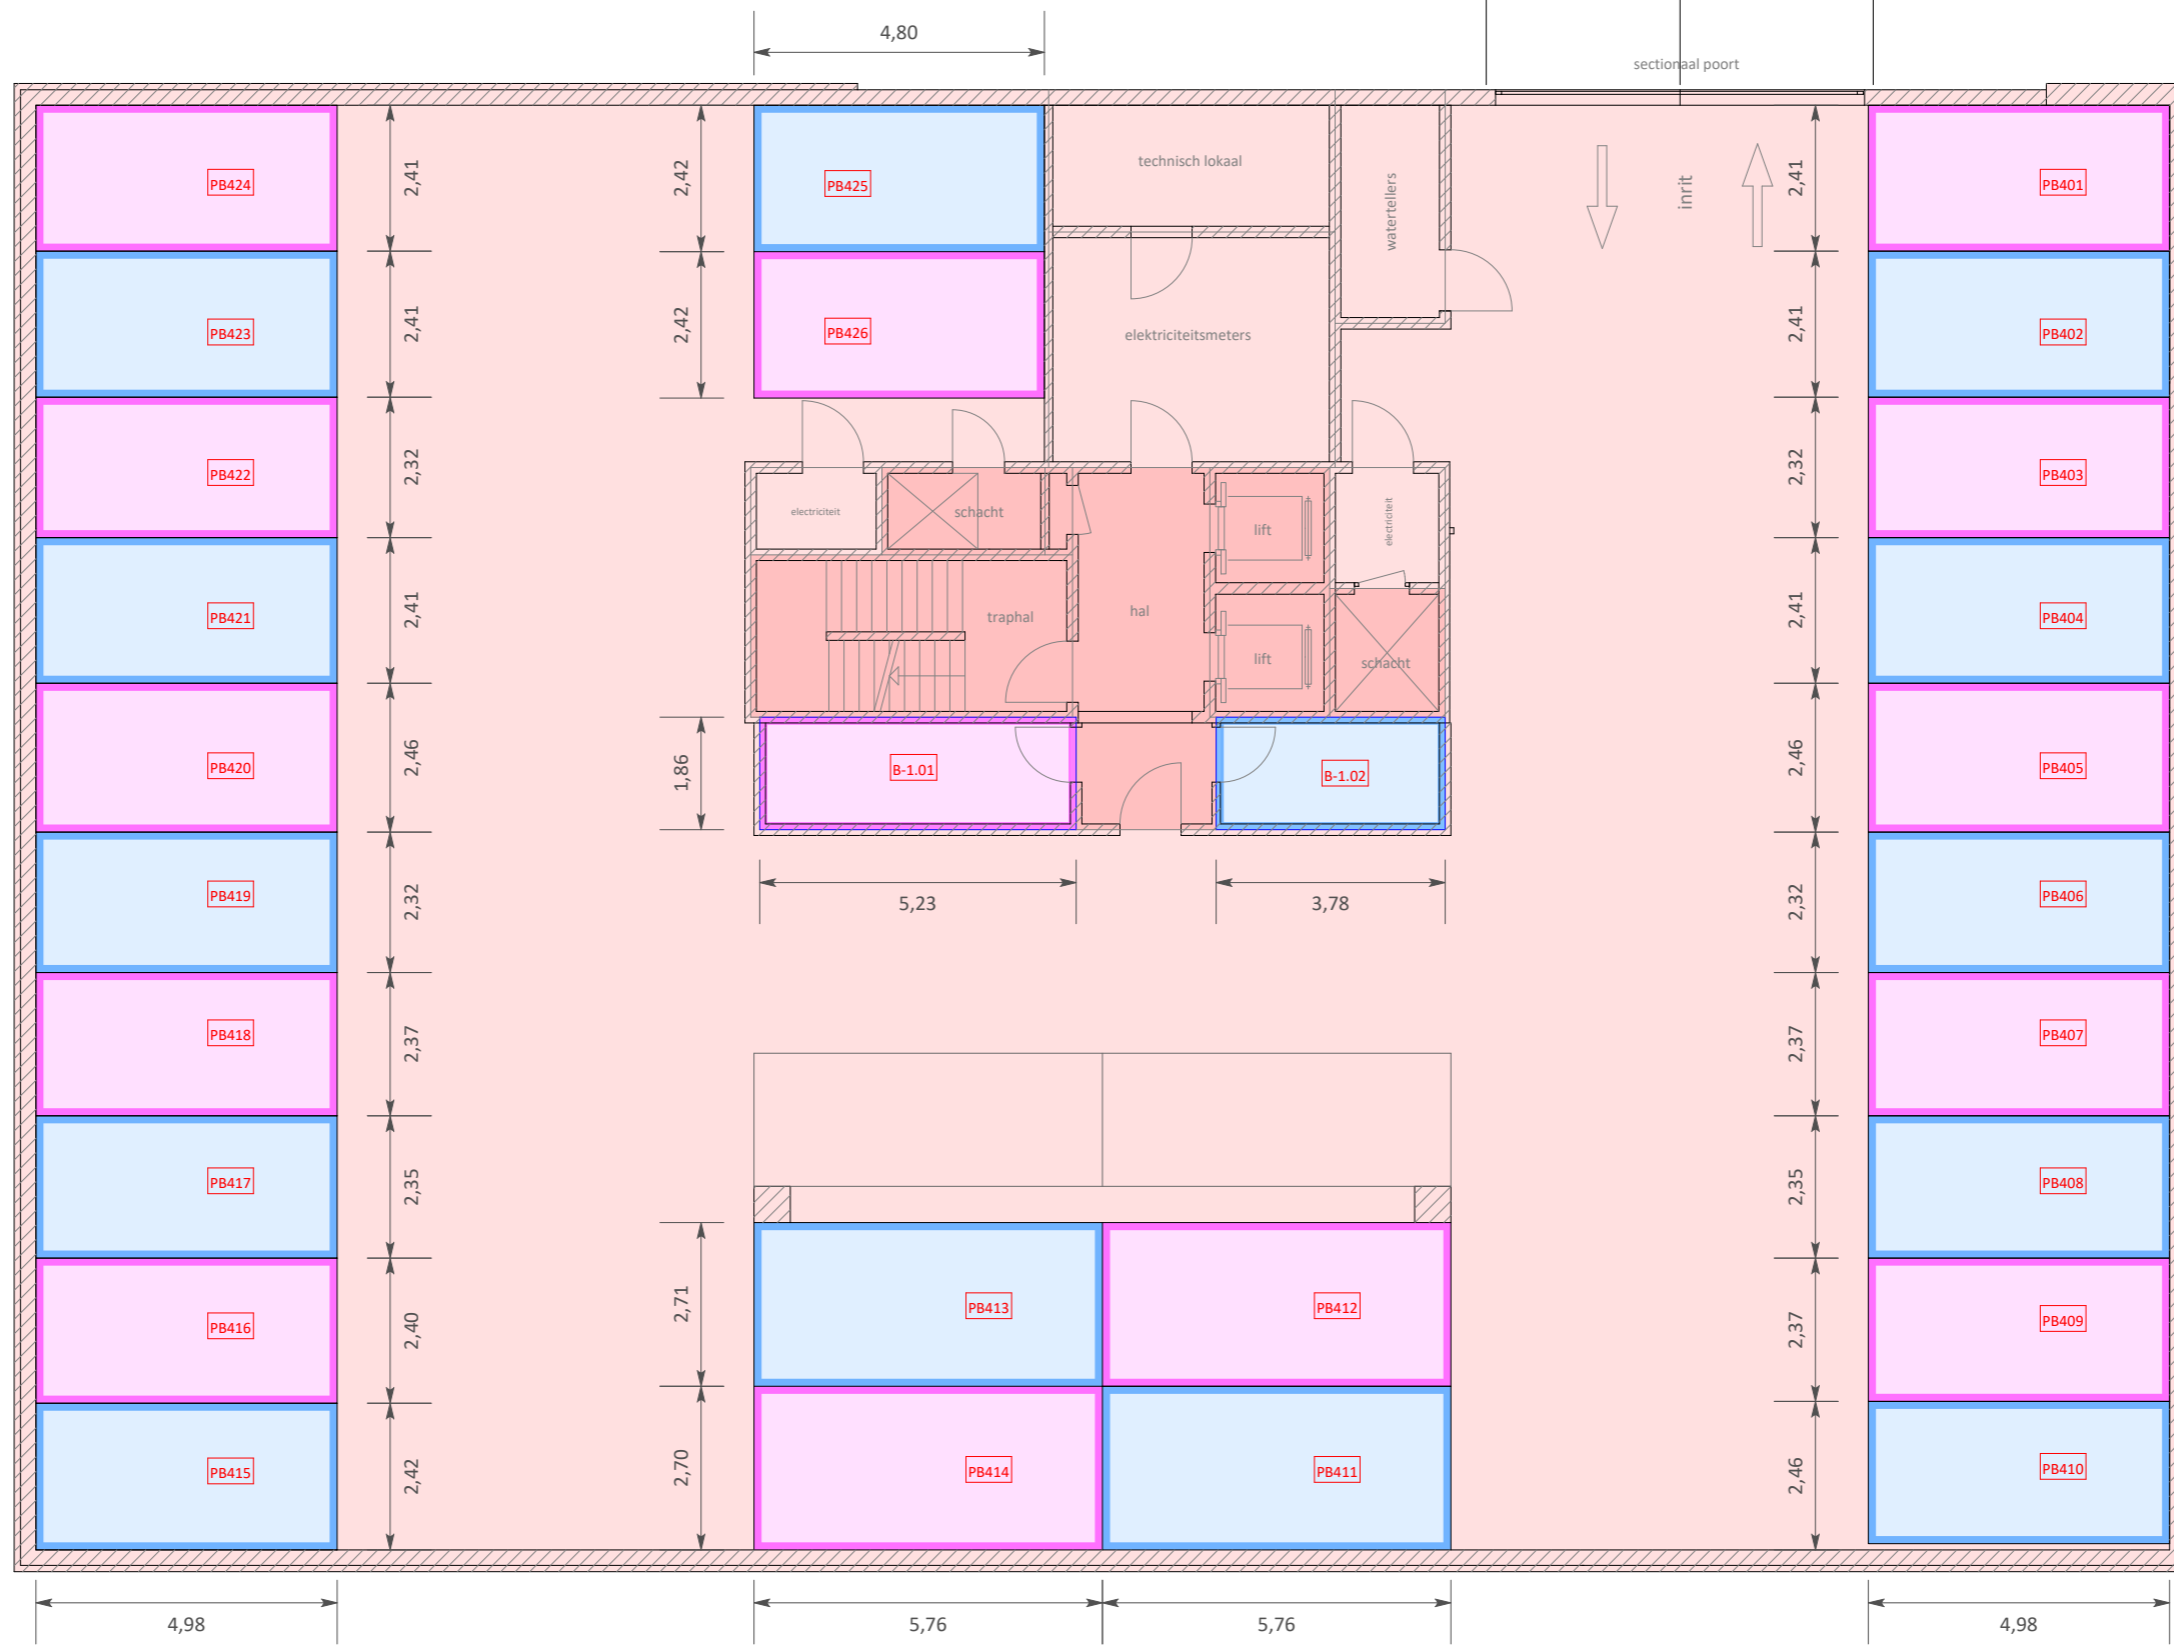 4,80
sectionaal poort
PB424
2,41
2,42
PB425
technisch lokaal
watertellers
inrit
2,41
PB401
PB423
2,41
2,42
PB426
elektriciteitsmeters
2,41
PB402
PB422
2,32
electriciteit
schacht
lift
electriciteit
2,32
PB403
PB421
2,41
traphal
hal
lift
schacht
2,41
PB404
PB420
2,46
1,86
B-1.01
B-1.02
2,46
PB405
PB419
2,32
5,23
3,78
2,32
PB406
PB418
2,37
2,37
PB407
PB417
2,35
2,35
PB408
PB416
2,40
2,71
PB413
PB412
2,37
PB409
PB415
2,42
2,70
PB414
PB411
2,46
PB410
4,98
5,76
5,76
4,98